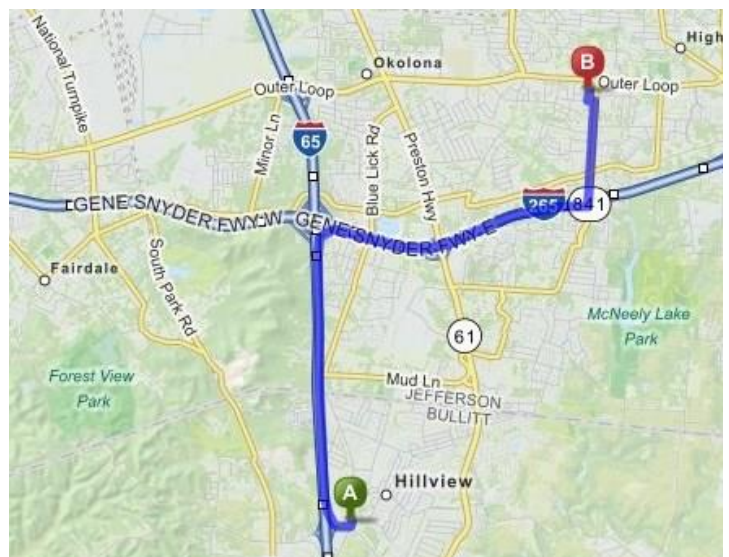 National Turnpike
Okolona
High
B
Outer Loop
Outer Loop
Minor Ln
65
Blue Lick Rd
Preston Hwy
GENE SNYDER FWY W
GENE SNYDER FWY E
265
841
Fairdale
South Park Rd
McNeely Lake
Park
61
Forest View
Park
Mud Ln
JEFFERSON
BULLITT
Hillview
A